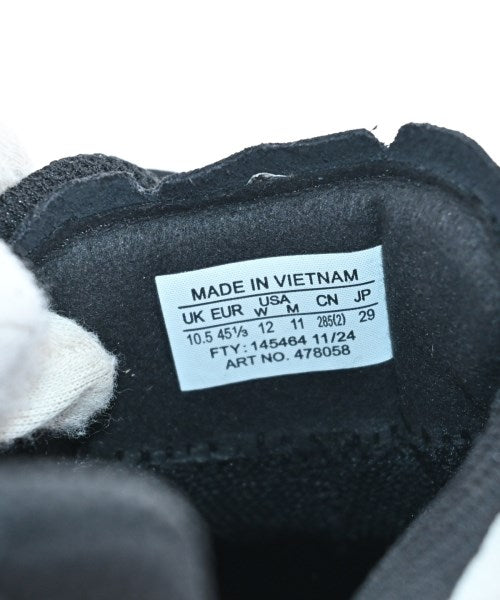 MADE IN VIETNAM
UK EUR USA W M CN JP
10.5 45⅓ 12 11 285(2) 29
FTY: 145464 11/24
ART NO. 478058